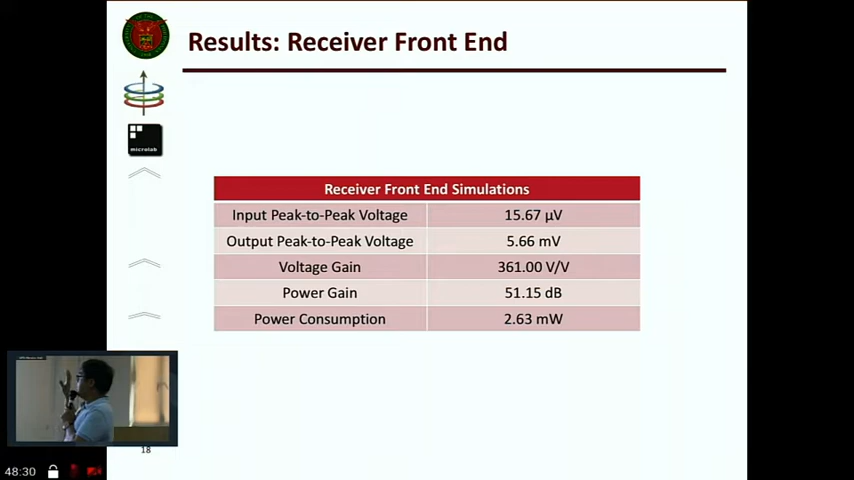 Results: Receiver Front End
microlab
Receiver Front End Simulations
Input Peak-to-Peak Voltage 15.67 µV
Output Peak-to-Peak Voltage 5.66 mV
Voltage Gain 361.00 V/V
Power Gain 51.15 dB
Power Consumption 2.63 mW
18
48:30